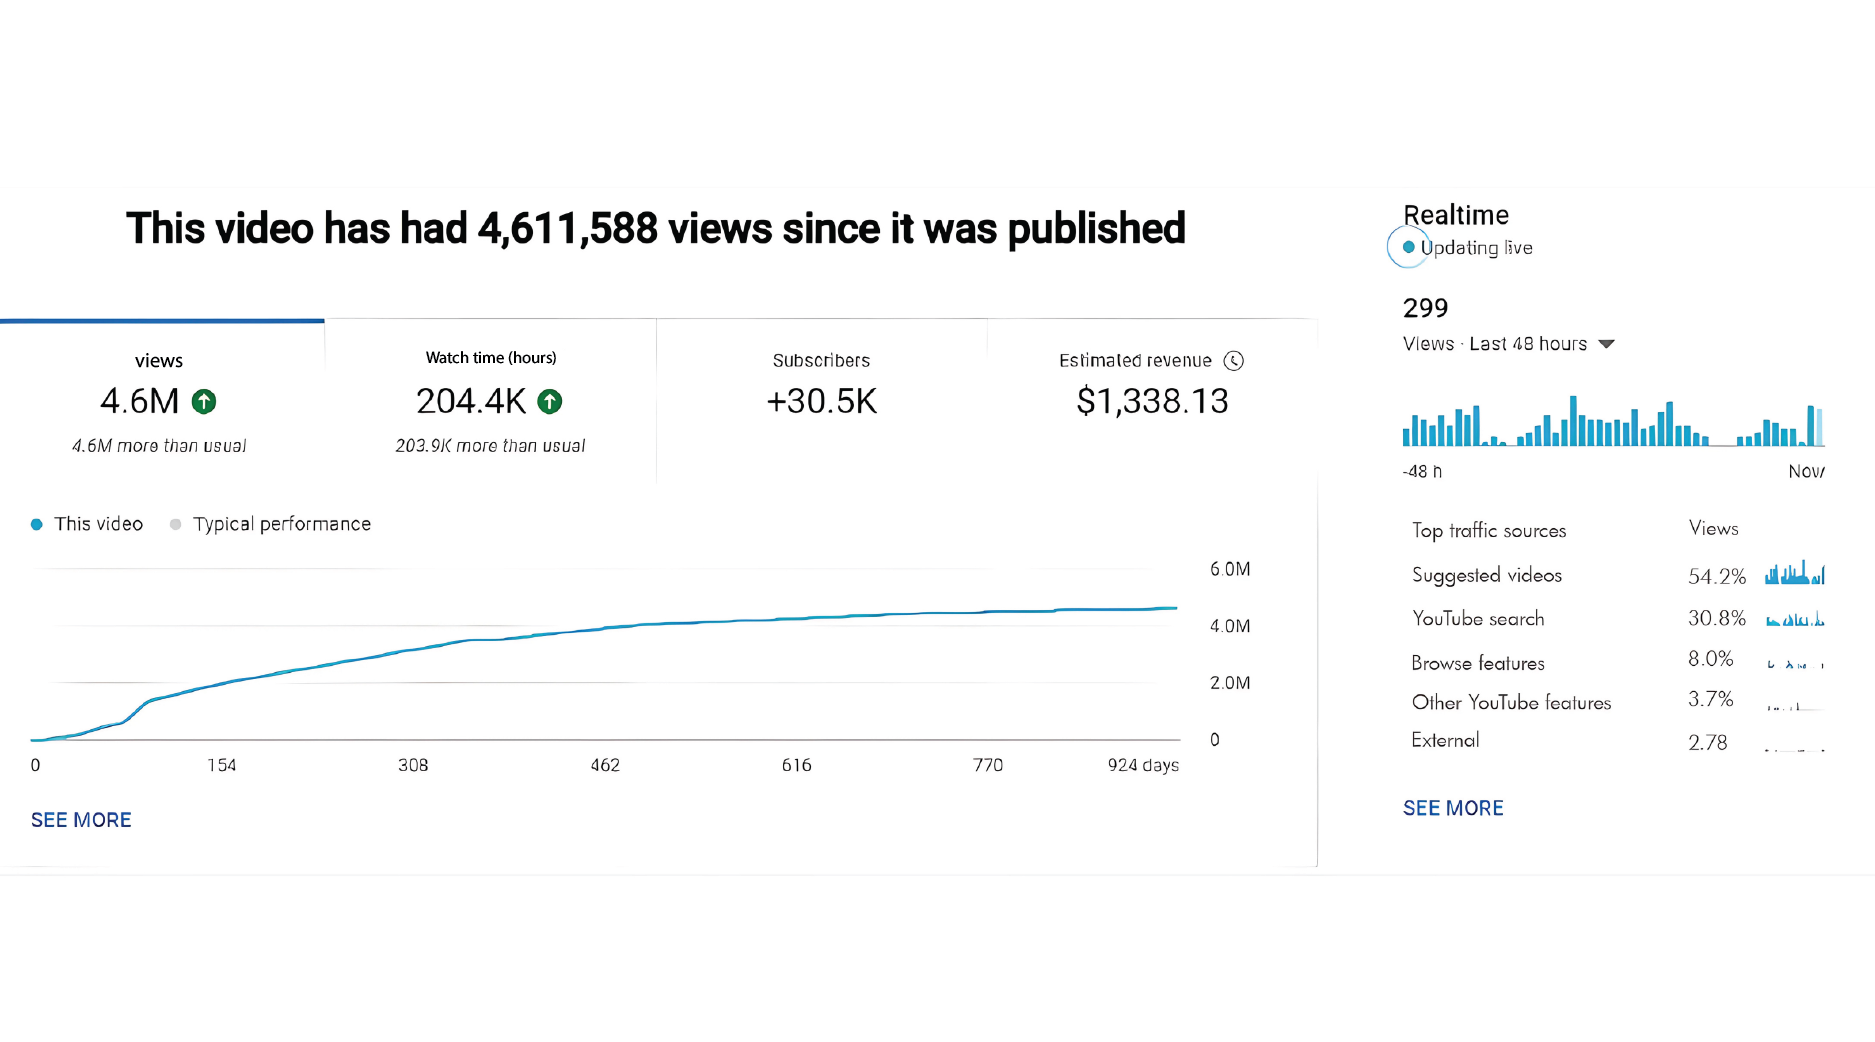 This video has had 4,611,588 views since it was published
views
4.6M
4.6M more than usual
Watch time (hours)
204.4K
203.9K more than usual
Subscribers
+30.5K
Estimated revenue
$1,338.13
This video
Typical performance
6.0M
4.0M
2.0M
0
0 154 308 462 616 770 924 days
SEE MORE
Realtime
Updating live
299
Views · Last 48 hours
-48 h Now
Top traffic sources Views
Suggested videos 54.2%
YouTube search 30.8%
Browse features 8.0%
Other YouTube features 3.7%
External 2.78
SEE MORE